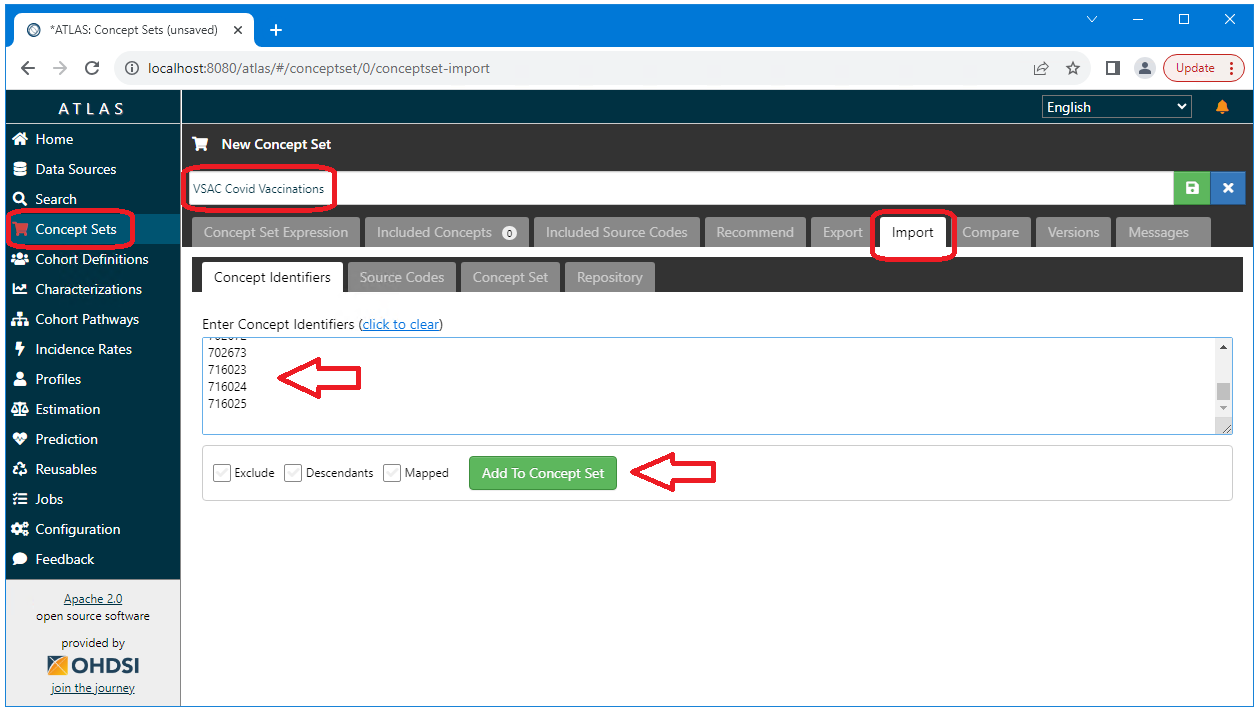 *ATLAS: Concept Sets (unsaved)
localhost:8080/atlas/#/conceptset/0/conceptset-import
Update
ATLAS
English
Home
Data Sources
Search
Concept Sets
Cohort Definitions
Characterizations
Cohort Pathways
Incidence Rates
Profiles
Estimation
Prediction
Reusables
Jobs
Configuration
Feedback
Apache 2.0
open source software
provided by
OHDSI
join the journey
New Concept Set
VSAC Covid Vaccinations
Concept Set Expression
Included Concepts 0
Included Source Codes
Recommend
Export
Import
Compare
Versions
Messages
Concept Identifiers
Source Codes
Concept Set
Repository
Enter Concept Identifiers (click to clear)
702673
716023
716024
716025
Exclude
Descendants
Mapped
Add To Concept Set